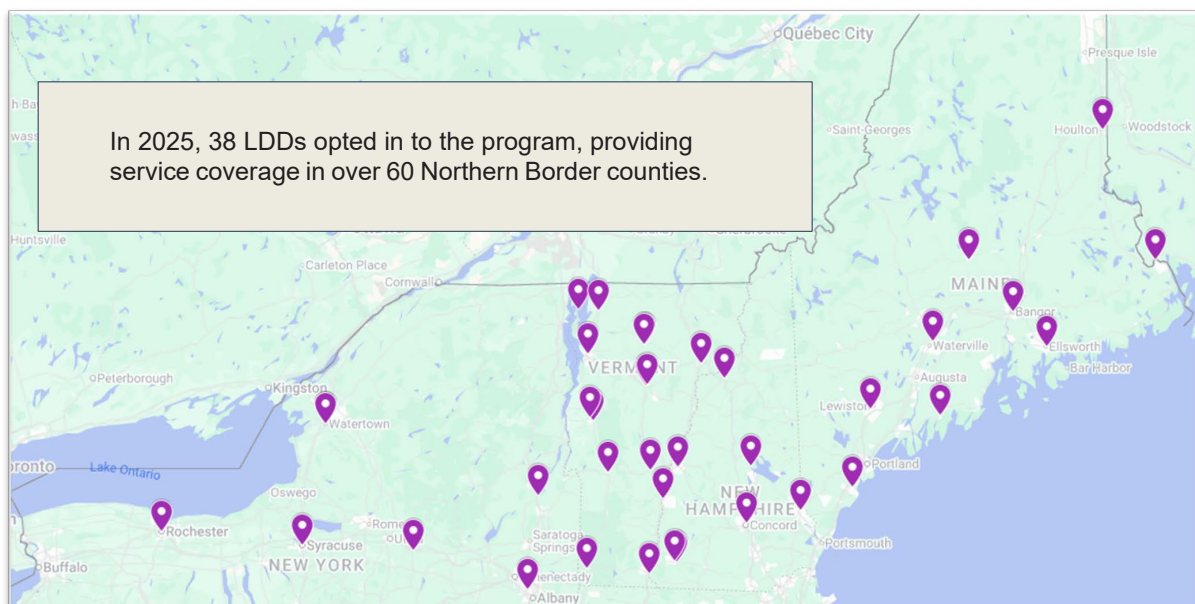 Québec City
Presque Isle
In 2025, 38 LDDs opted in to the program, providing
service coverage in over 60 Northern Border counties.
Saint-Georges
Houlton
Woodstock
Huntsville
Carleton Place
Cornwall
MAINE
Bangor
Ellsworth
Waterville
Bar Harbor
VERMONT
Peterborough
Kingston
Augusta
Lewiston
Watertown
Portland
Lake Ontario
Oswego
NEW
HAMPSHIRE
Concord
Rochester
Syracuse
Rome
Saratoga
Springs
Portsmouth
NEW YORK
Buffalo
Albany